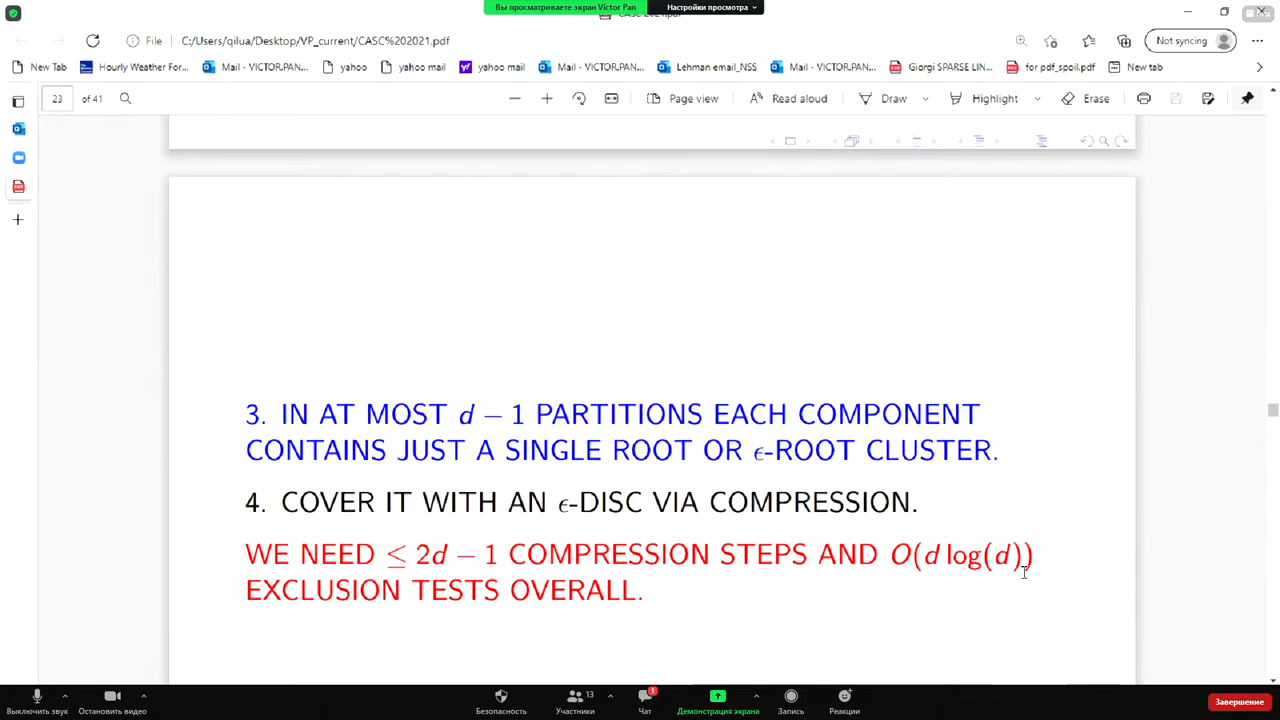 Вы просматриваете экран Victor Pan
Настройки просмотра
File
C:/Users/qilua/Desktop/VP_current/CASC%202021.pdf
Not syncing
New Tab
Hourly Weather For...
Mail - VICTOR.PAN...
yahoo
yahoo mail
yahoo mail
Mail - VICTOR.PAN...
Lehman email_NSS
Mail - VICTOR.PAN...
Giorgi SPARSE LIN...
for pdf_spoil.pdf
New tab
23 of 41
Page view
Read aloud
Draw
Highlight
Erase
3. IN AT MOST d − 1 PARTITIONS EACH COMPONENT
CONTAINS JUST A SINGLE ROOT OR ϵ-ROOT CLUSTER.
4. COVER IT WITH AN ϵ-DISC VIA COMPRESSION.
WE NEED ≤ 2d − 1 COMPRESSION STEPS AND O(d log(d))
EXCLUSION TESTS OVERALL.
Выключить звук
Остановить видео
Безопасность
13
Участники
1
Чат
Демонстрация экрана
Запись
Реакции
Завершение